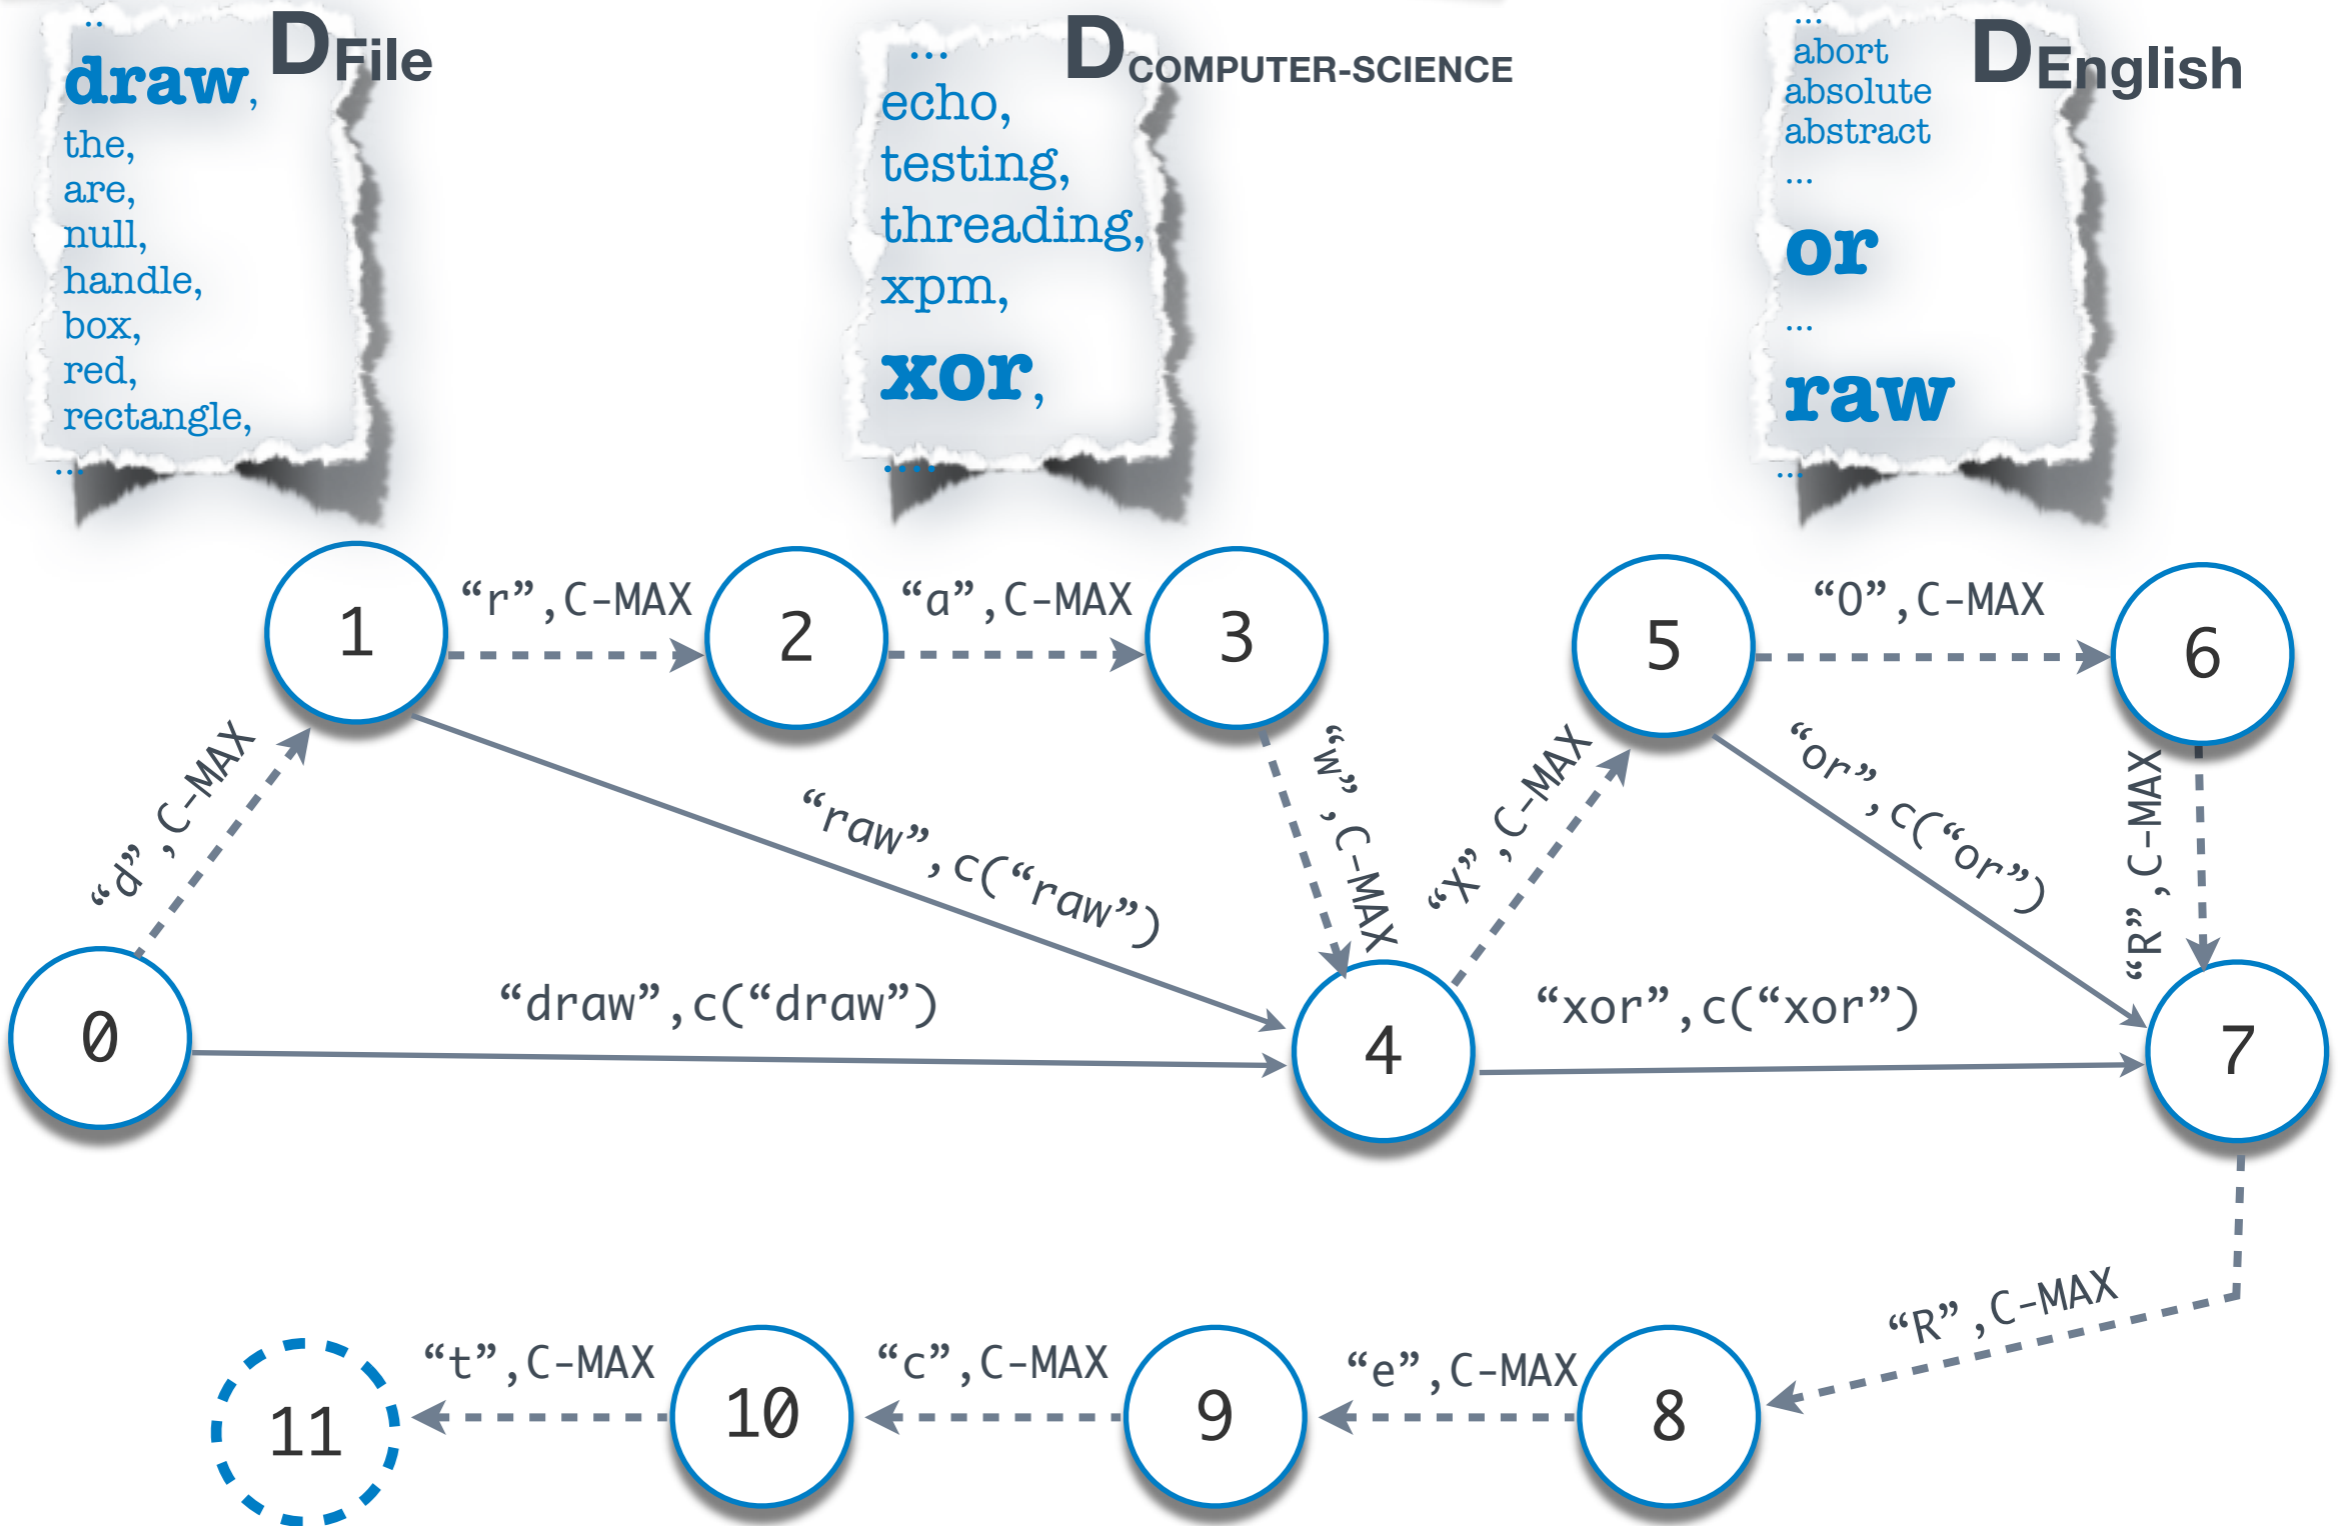 ..
draw,
the,
are,
null,
handle,
box,
red,
rectangle,
...
DFile
...
echo,
testing,
threading,
xpm,
xor,
....
DCOMPUTER-SCIENCE
...
abort
absolute
abstract
...
or
...
raw
...
DEnglish
1
“r”,C-MAX
2
“a”,C-MAX
3
5
“O”,C-MAX
6
“d”,C-MAX
“raw”,c(“raw”)
“w”,C-MAX
“X”,C-MAX
“or”,c(“or”)
“R”,C-MAX
0
“draw”,c(“draw”)
4
“xor”,c(“xor”)
7
“R”,C-MAX
11
“t”,C-MAX
10
“c”,C-MAX
9
“e”,C-MAX
8